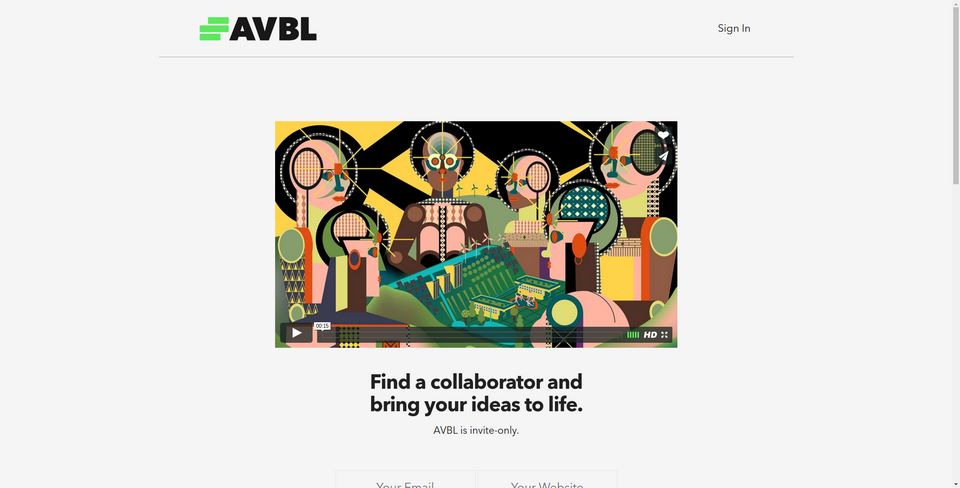 AVBL
Sign In
00:15
HD
Find a collaborator and
bring your ideas to life.
AVBL is invite-only.
Your Email
Your Website